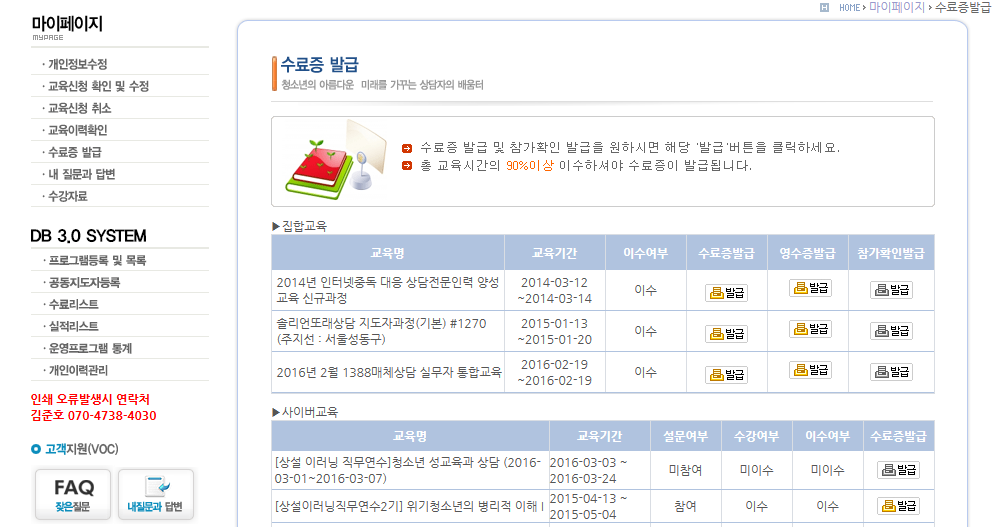 HOME > 마이페이지 > 수료증발급
마이페이지
MYPAGE
· 개인정보수정
· 교육신청 확인 및 수정
· 교육신청 취소
· 교육이력확인
· 수료증 발급
· 내 질문과 답변
· 수강자료
DB 3.0 SYSTEM
· 프로그램등록 및 목록
· 공동지도자등록
· 수료리스트
· 실적리스트
· 운영프로그램 통계
· 개인이력관리
인쇄 오류발생시 연락처
김준호 070-4738-4030
고객지원(VOC)
FAQ
잦은질문
내질문과 답변
수료증 발급
청소년의 아름다운 미래를 가꾸는 상담자의 배움터
수료증 발급 및 참가확인 발급을 원하시면 해당 '발급'버튼을 클릭하세요.
총 교육시간의 90%이상 이수하셔야 수료증이 발급됩니다.
▶집합교육
교육명 교육기간 이수여부 수료증발급 영수증발급 참가확인발급
2014년 인터넷중독 대응 상담전문인력 양성
교육 신규과정
2014-03-12
~2014-03-14
이수 발급 발급 발급
솔리언또래상담 지도자과정(기본) #1270
(주지선 : 서울성동구)
2015-01-13
~2015-01-20
이수 발급 발급 발급
2016년 2월 1388매체상담 실무자 통합교육
2016-02-19
~2016-02-19
이수 발급 발급 발급
▶사이버교육
교육명 교육기간 설문여부 수강여부 이수여부 수료증발급
[상설 이러닝 직무연수]청소년 성교육과 상담 (2016-
03-01~2016-03-07)
2016-03-03 ~
2016-03-24
미참여 미이수 미이수 발급
[상설이러닝직무연수2기] 위기청소년의 병리적 이해 I
2015-04-13 ~
2015-05-04
참여 이수 이수 발급